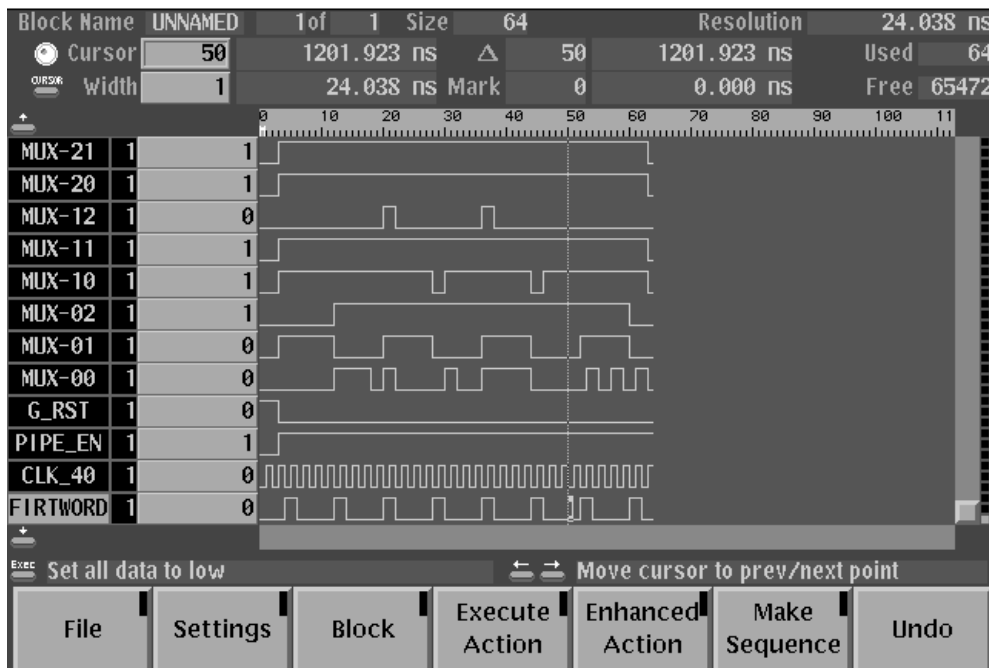 Block Name UNNAMED 1of 1 Size 64 Resolution 24.038 ns
Cursor 50 1201.923 ns Δ 50 1201.923 ns Used 64
CURSOR Width 1 24.038 ns Mark 0 0.000 ns Free 65472
0 10 20 30 40 50 60 70 80 90 100 11
MUX-21 1 1
MUX-20 1 1
MUX-12 1 0
MUX-11 1 1
MUX-10 1 1
MUX-02 1 1
MUX-01 1 0
MUX-00 1 0
G_RST 1 0
PIPE_EN 1 1
CLK_40 1 0
FIRTWORD 1 0
Exec Set all data to low ← → Move cursor to prev/next point
File Settings Block Execute Action Enhanced Action Make Sequence Undo